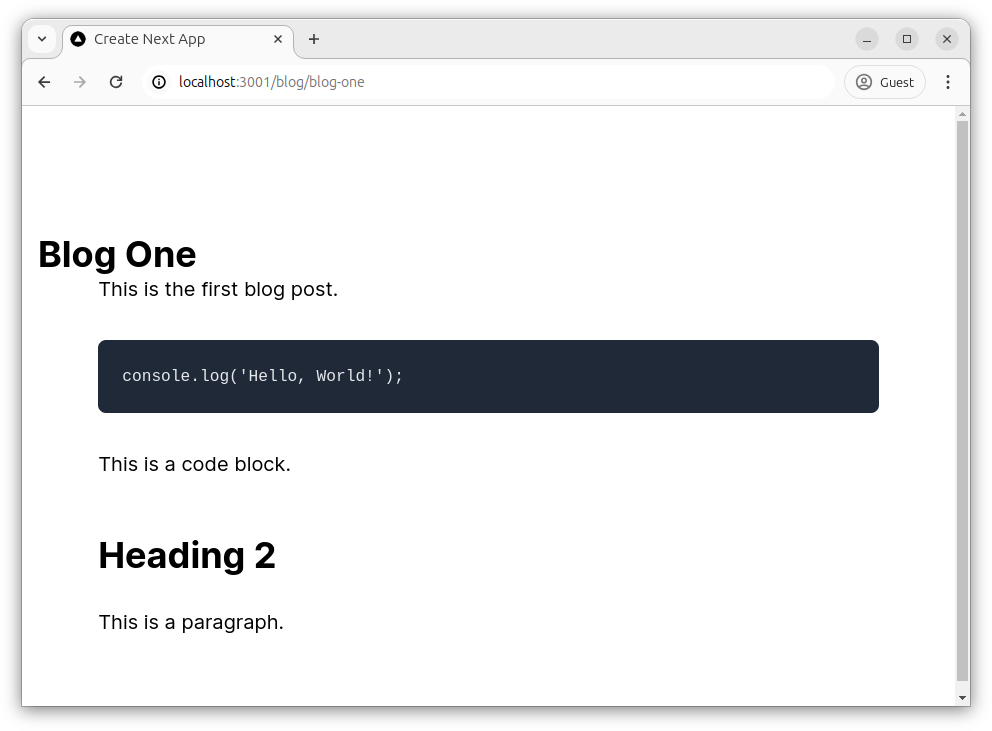 Create Next App
localhost:3001/blog/blog-one
Guest
Blog One
This is the first blog post.
console.log('Hello, World!');
This is a code block.
Heading 2
This is a paragraph.